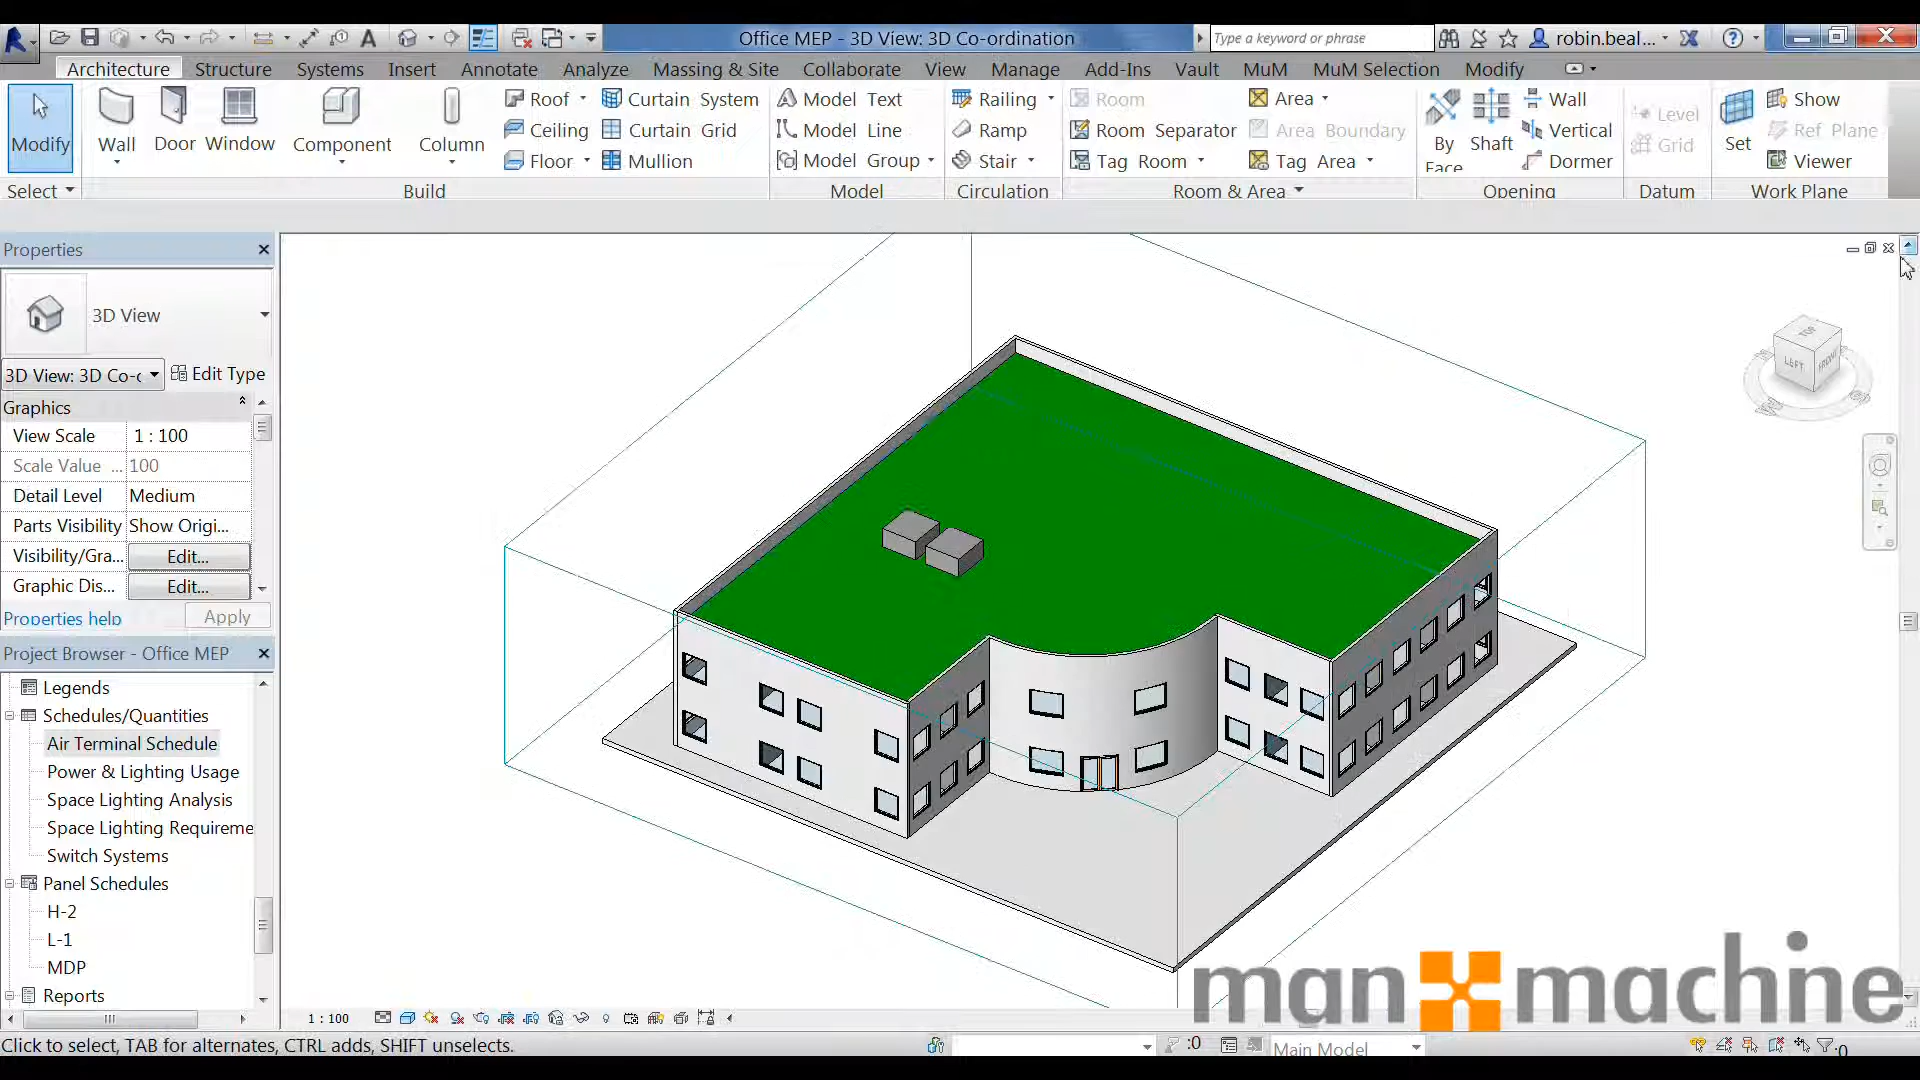 Office MEP - 3D View: 3D Co-ordination
Type a keyword or phrase
robin.beal...
Architecture Structure Systems Insert Annotate Analyze Massing & Site Collaborate View Manage Add-Ins Vault MuM MuM Selection Modify
Modify
Wall
Door
Window
Component
Column
Roof
Ceiling
Floor
Curtain System
Curtain Grid
Mullion
Model Text
Model Line
Model Group
Railing
Ramp
Stair
Room
Room Separator
Tag Room
Area
Area Boundary
Tag Area
By
Face
Shaft
Wall
Vertical
Dormer
Level
Grid
Set
Show
Ref Plane
Viewer
Select Build Model Circulation Room & Area Opening Datum Work Plane
Properties
3D View
3D View: 3D Co-o
Edit Type
Graphics
View Scale 1 : 100
Scale Value ... 100
Detail Level Medium
Parts Visibility Show Origi...
Visibility/Gra... Edit...
Graphic Dis... Edit...
Properties help Apply
Project Browser - Office MEP
Legends
Schedules/Quantities
Air Terminal Schedule
Power & Lighting Usage
Space Lighting Analysis
Space Lighting Requireme
Switch Systems
Panel Schedules
H-2
L-1
MDP
Reports
TOP
LEFT
FRONT
man machine
1 : 100
Click to select, TAB for alternates, CTRL adds, SHIFT unselects.
:0
Main Model
:0